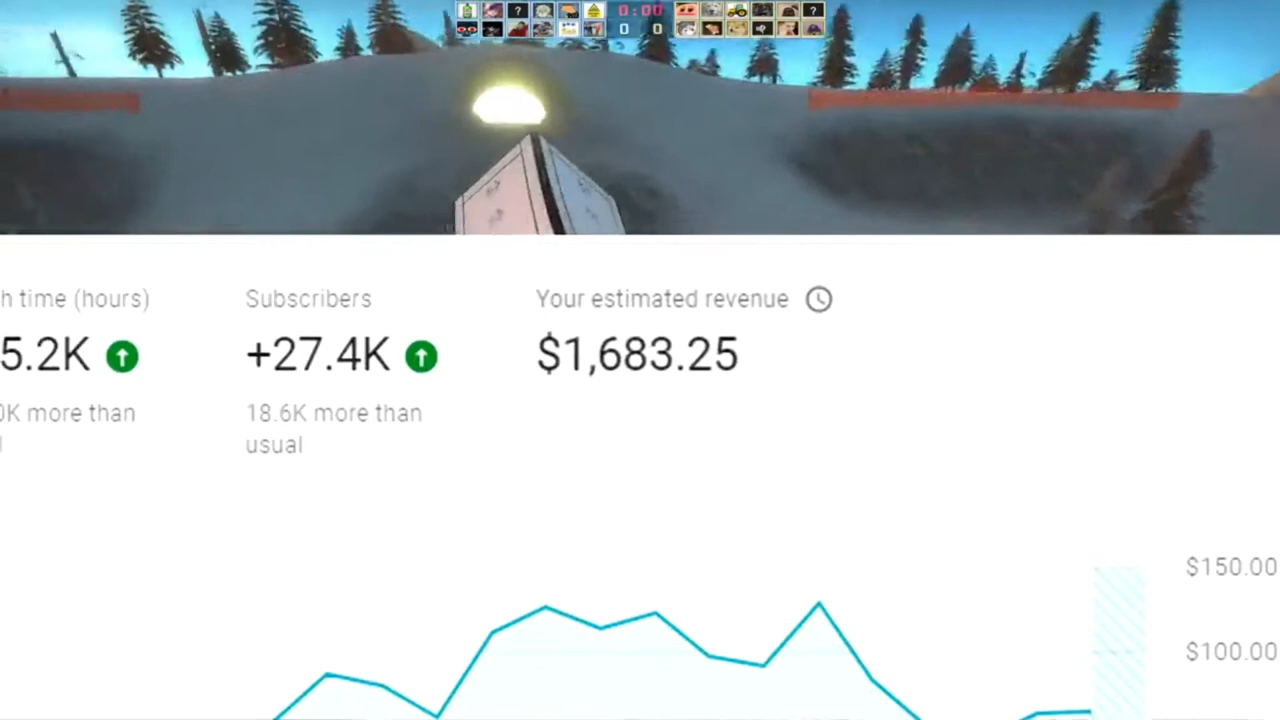 ? 0:00 ?
0 0
h time (hours) Subscribers Your estimated revenue
5.2K +27.4K $1,683.25
0K more than 18.6K more than
usual
$150.00
$100.00